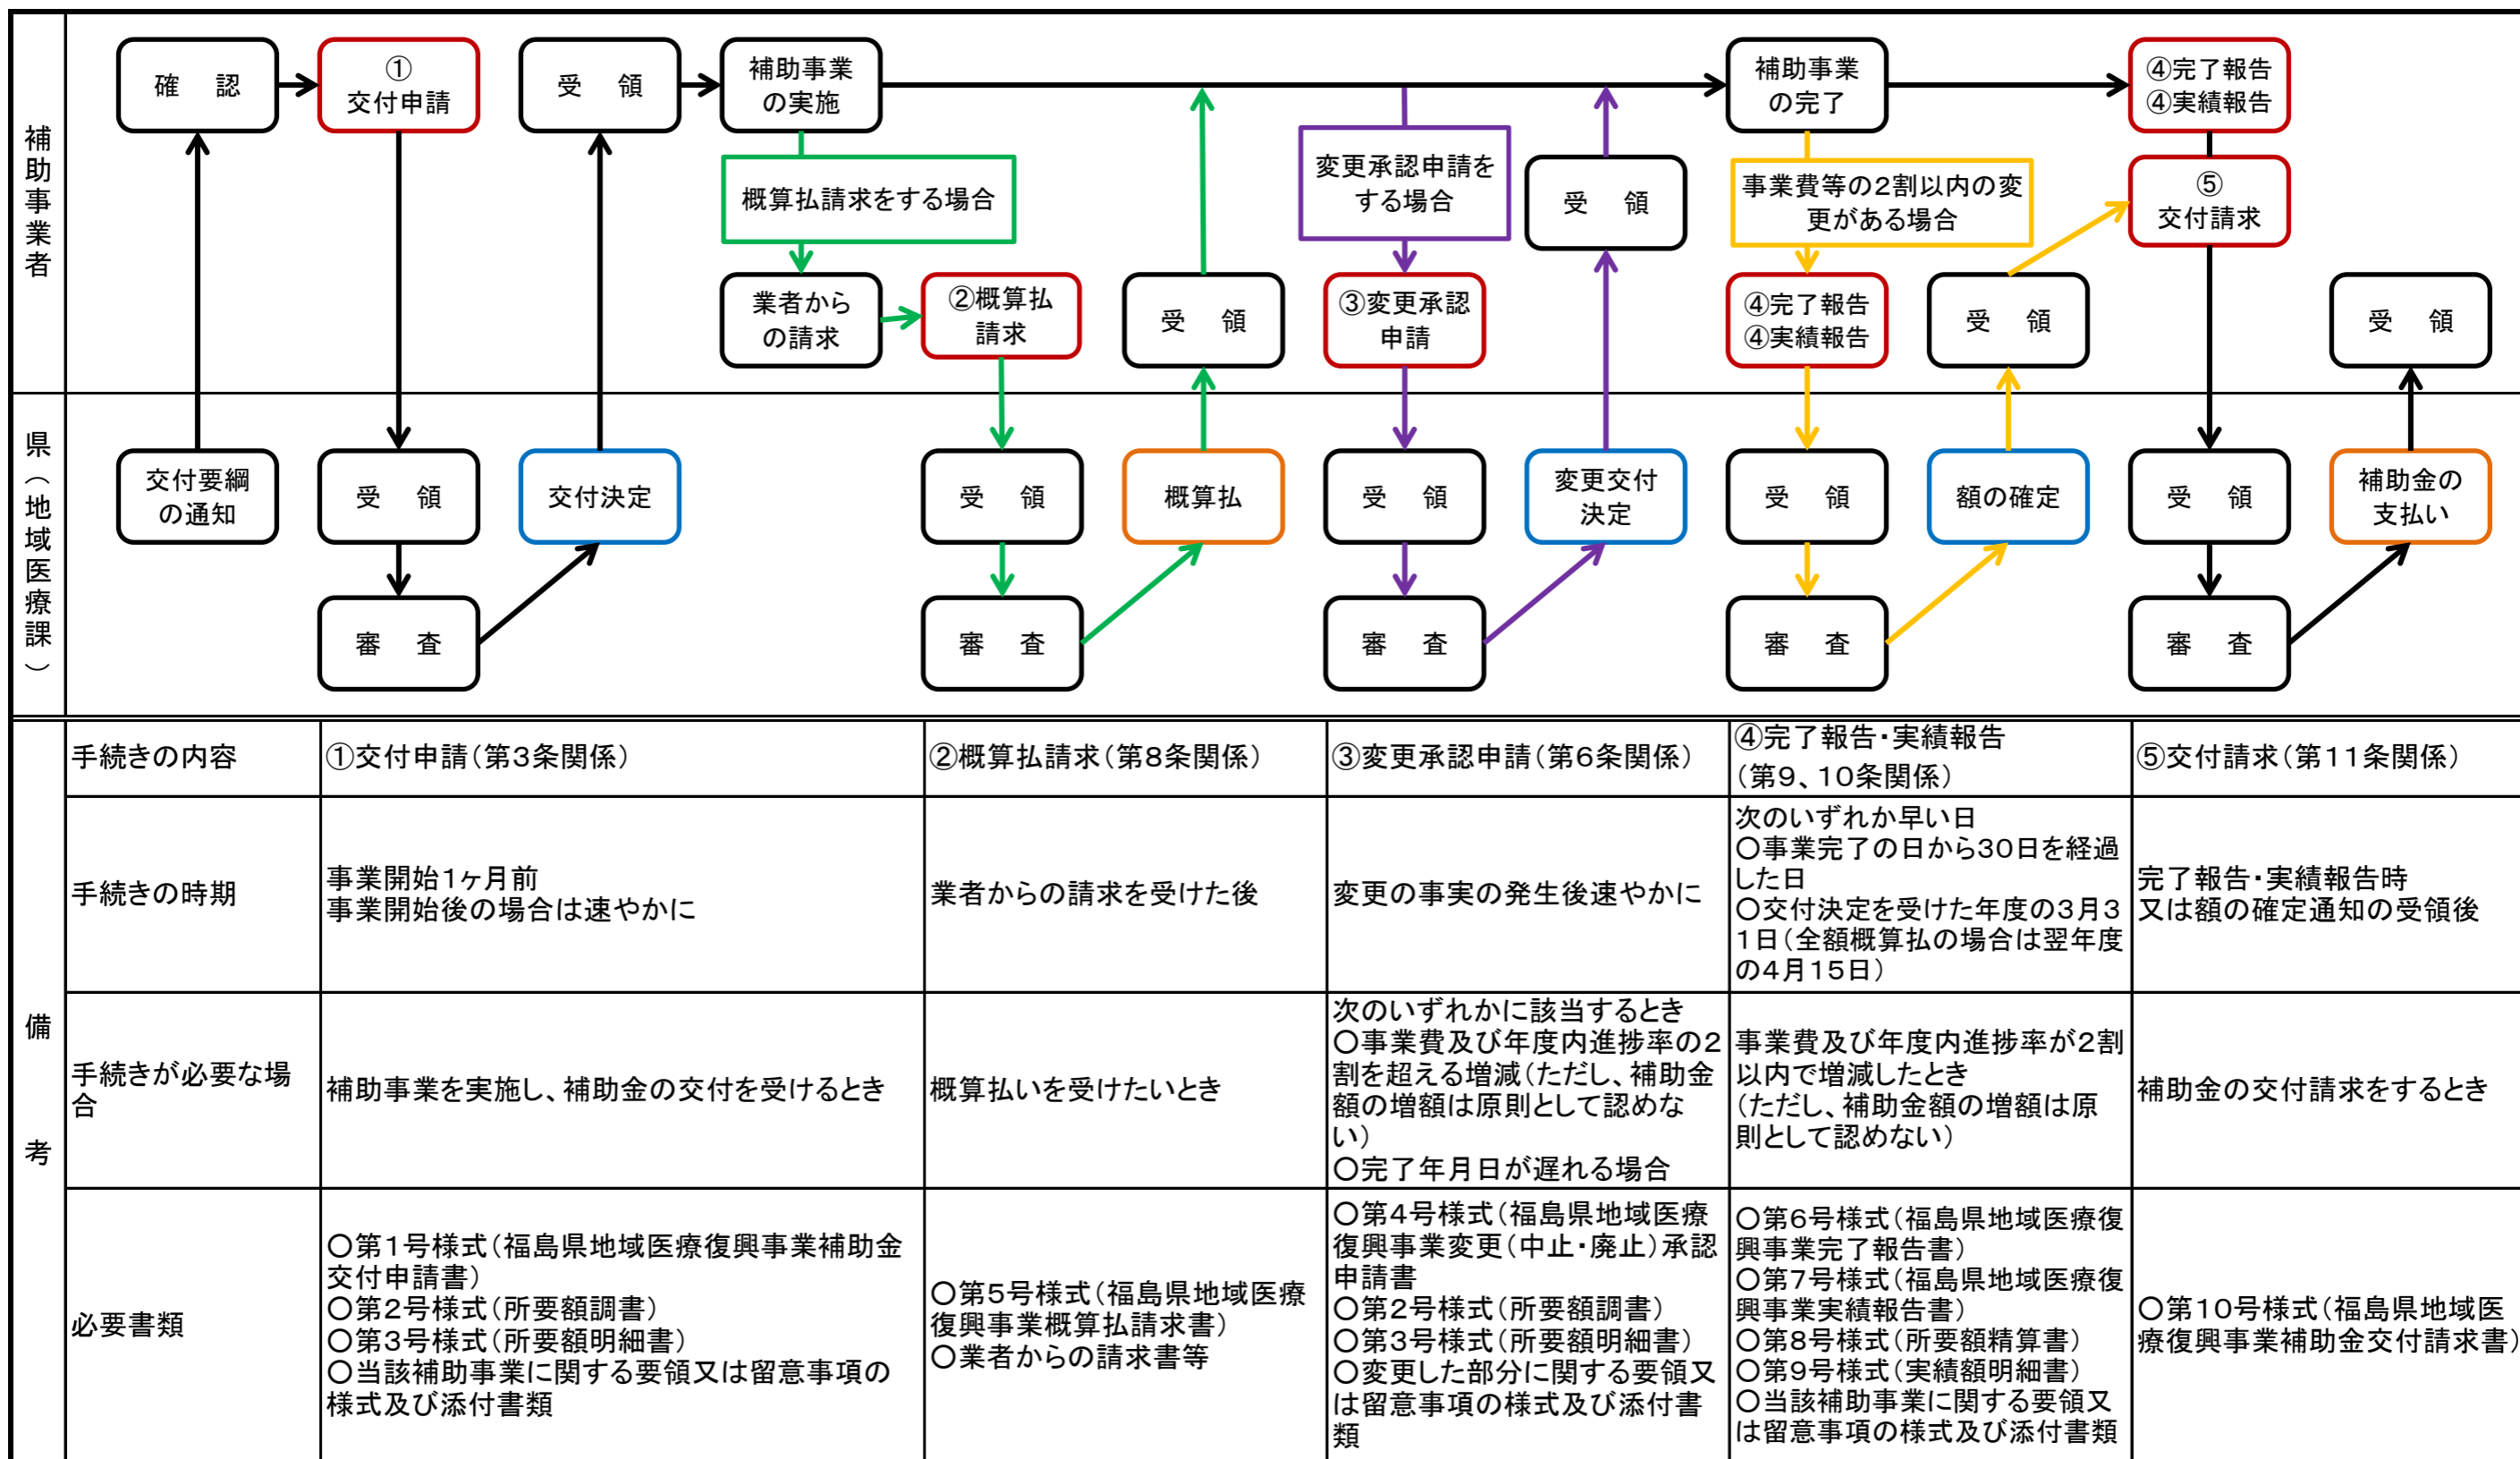 補助事業者
確　認
①
交付申請
受　領
補助事業
の実施
補助事業
の完了
④完了報告
④実績報告
概算払請求をする場合
変更承認申請を
する場合
受　領
事業費等の2割以内の変
更がある場合
⑤
交付請求
業者から
の請求
②概算払
請求
受　領
③変更承認
申請
④完了報告
④実績報告
受　領
受　領
県（地域医療課）
交付要綱
の通知
受　領
交付決定
受　領
概算払
受　領
変更交付
決定
受　領
額の確定
受　領
補助金の
支払い
審　査
審　査
審　査
審　査
審　査
備考
手続きの内容
①交付申請（第3条関係）
②概算払請求（第8条関係）
③変更承認申請（第6条関係）
④完了報告・実績報告
（第9、10条関係）
⑤交付請求（第11条関係）
手続きの時期
事業開始1ヶ月前
事業開始後の場合は速やかに
業者からの請求を受けた後
変更の事実の発生後速やかに
次のいずれか早い日
○事業完了の日から30日を経過
した日
○交付決定を受けた年度の3月3
1日（全額概算払の場合は翌年度
の4月15日）
完了報告・実績報告時
又は額の確定通知の受領後
手続きが必要な場
合
補助事業を実施し、補助金の交付を受けるとき
概算払いを受けたいとき
次のいずれかに該当するとき
○事業費及び年度内進捗率の2
割を超える増減（ただし、補助金
額の増額は原則として認めな
い）
○完了年月日が遅れる場合
事業費及び年度内進捗率が2割
以内で増減したとき
（ただし、補助金額の増額は原
則として認めない）
補助金の交付請求をするとき
必要書類
○第1号様式（福島県地域医療復興事業補助金
交付申請書）
○第2号様式（所要額調書）
○第3号様式（所要額明細書）
○当該補助事業に関する要領又は留意事項の
様式及び添付書類
○第5号様式（福島県地域医療
復興事業概算払請求書）
○業者からの請求書等
○第4号様式（福島県地域医療
復興事業変更（中止・廃止）承認
申請書
○第2号様式（所要額調書）
○第3号様式（所要額明細書）
○変更した部分に関する要領又
は留意事項の様式及び添付書
類
○第6号様式（福島県地域医療復
興事業完了報告書）
○第7号様式（福島県地域医療復
興事業実績報告書）
○第8号様式（所要額精算書）
○第9号様式（実績額明細書）
○当該補助事業に関する要領又
は留意事項の様式及び添付書類
○第10号様式（福島県地域医
療復興事業補助金交付請求書）